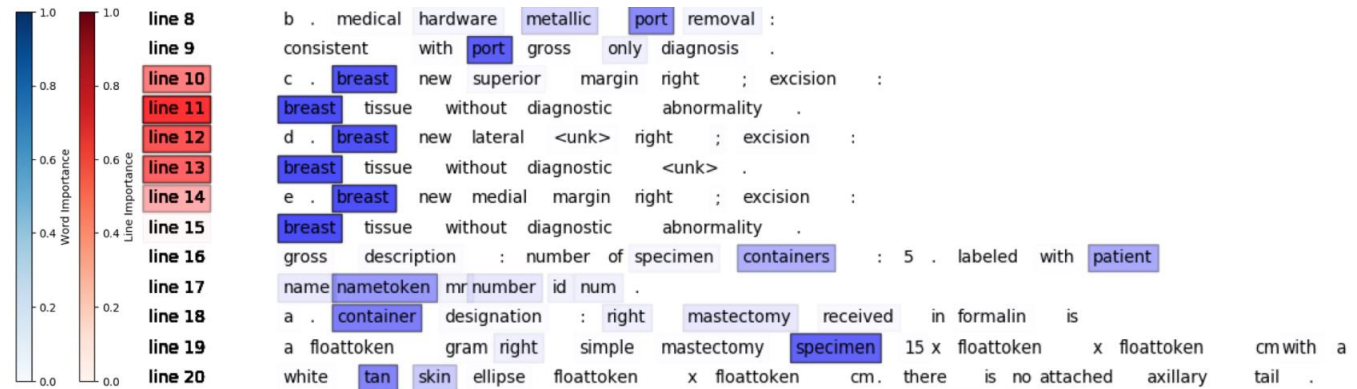 1.0
0.8
0.6
0.4
0.2
0.0
Word Importance
1.0
0.8
0.6
0.4
0.2
0.0
Line Importance
line 8 b . medical hardware metallic port removal :
line 9 consistent with port gross only diagnosis .
line 10 c . breast new superior margin right ; excision :
line 11 breast tissue without diagnostic abnormality .
line 12 d . breast new lateral <unk> right ; excision :
line 13 breast tissue without diagnostic <unk> .
line 14 e . breast new medial margin right ; excision :
line 15 breast tissue without diagnostic abnormality .
line 16 gross description : number of specimen containers : 5 . labeled with patient
line 17 name nametoken mr number id num .
line 18 a . container designation : right mastectomy received in formalin is
line 19 a floattoken gram right simple mastectomy specimen 15 x floattoken x floattoken cm with a
line 20 white tan skin ellipse floattoken x floattoken cm . there is no attached axillary tail .